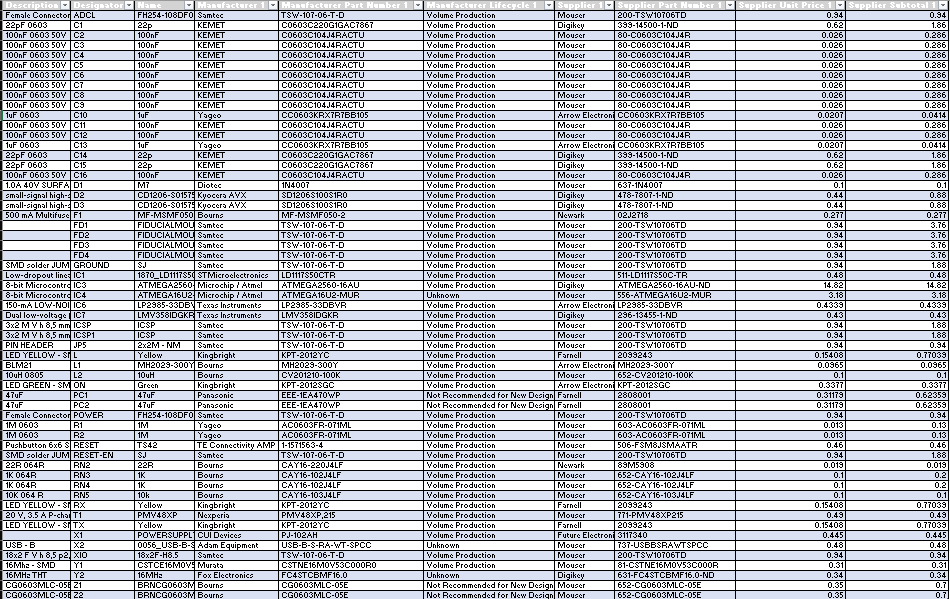 Description Designator Name Manufacturer 1 Manufacturer Part Number 1 Manufacturer Lifecycle 1 Supplier 1 Supplier Part Number 1 Supplier Unit Price 1 Supplier Subtotal 1
Female Connector ADCL FH254-108DF0 Samtec TSW-107-06-T-D Volume Production Mouser 200-TSW10706TD 0.94 0.94
22pF 0603 C1 22p KEMET C0603C220G1GAC7867 Volume Production Digikey 399-14500-1-ND 0.62 1.86
100nF 0603 50V C2 100nF KEMET C0603C104J4RACTU Volume Production Mouser 80-C0603C104J4R 0.026 0.286
100nF 0603 50V C3 100nF KEMET C0603C104J4RACTU Volume Production Mouser 80-C0603C104J4R 0.026 0.286
100nF 0603 50V C4 100nF KEMET C0603C104J4RACTU Volume Production Mouser 80-C0603C104J4R 0.026 0.286
100nF 0603 50V C5 100nF KEMET C0603C104J4RACTU Volume Production Mouser 80-C0603C104J4R 0.026 0.286
100nF 0603 50V C6 100nF KEMET C0603C104J4RACTU Volume Production Mouser 80-C0603C104J4R 0.026 0.286
100nF 0603 50V C7 100nF KEMET C0603C104J4RACTU Volume Production Mouser 80-C0603C104J4R 0.026 0.286
100nF 0603 50V C8 100nF KEMET C0603C104J4RACTU Volume Production Mouser 80-C0603C104J4R 0.026 0.286
100nF 0603 50V C9 100nF KEMET C0603C104J4RACTU Volume Production Mouser 80-C0603C104J4R 0.026 0.286
1uF 0603 C10 1uF Yageo CC0603KRX7R7BB105 Volume Production Arrow Electroni CC0603KRX7R7BB105 0.0207 0.0414
100nF 0603 50V C11 100nF KEMET C0603C104J4RACTU Volume Production Mouser 80-C0603C104J4R 0.026 0.286
100nF 0603 50V C12 100nF KEMET C0603C104J4RACTU Volume Production Mouser 80-C0603C104J4R 0.026 0.286
1uF 0603 C13 1uF Yageo CC0603KRX7R7BB105 Volume Production Arrow Electroni CC0603KRX7R7BB105 0.0207 0.0414
22pF 0603 C14 22p KEMET C0603C220G1GAC7867 Volume Production Digikey 399-14500-1-ND 0.62 1.86
22pF 0603 C15 22p KEMET C0603C220G1GAC7867 Volume Production Digikey 399-14500-1-ND 0.62 1.86
100nF 0603 50V C16 100nF KEMET C0603C104J4RACTU Volume Production Mouser 80-C0603C104J4R 0.026 0.286
1.0A 40V SURFA D1 M7 Diotec 1N4007 Volume Production Mouser 637-1N4007 0.1 0.1
small-signal high-s D2 CD1206-S01575 Kyocera AVX SD1206S100S1R0 Volume Production Digikey 478-7807-1-ND 0.44 0.88
small-signal high-s D3 CD1206-S01575 Kyocera AVX SD1206S100S1R0 Volume Production Digikey 478-7807-1-ND 0.44 0.88
500 mA Multifuse F1 MF-MSMF050 Bourns MF-MSMF050-2 Volume Production Newark 02J2718 0.277 0.277
FD1 FIDUCIALMOU Samtec TSW-107-06-T-D Volume Production Mouser 200-TSW10706TD 0.94 3.76
FD2 FIDUCIALMOU Samtec TSW-107-06-T-D Volume Production Mouser 200-TSW10706TD 0.94 3.76
FD3 FIDUCIALMOU Samtec TSW-107-06-T-D Volume Production Mouser 200-TSW10706TD 0.94 3.76
FD4 FIDUCIALMOU Samtec TSW-107-06-T-D Volume Production Mouser 200-TSW10706TD 0.94 3.76
SMD solder JUM GROUND SJ Samtec TSW-107-06-T-D Volume Production Mouser 200-TSW10706TD 0.94 1.88
Low-dropout linea IC1 1870_LD1117S50 STMicroelectronics LD1117S50CTR Volume Production Mouser 511-LD1117S50C-TR 0.48 0.48
8-bit Microcontro IC3 ATMEGA2560- Microchip / Atmel ATMEGA2560-16AU Volume Production Digikey ATMEGA2560-16AU-ND 14.82 14.82
8-bit Microcontro IC4 ATMEGA16U2- Microchip / Atmel ATMEGA16U2-MUR Unknown Mouser 556-ATMEGA16U2-MUR 3.18 3.18
150-mA LOW-NOI IC6 LP2985-33DBV Texas Instruments LP2985-33DBVR Volume Production Arrow Electroni LP2985-33DBVR 0.4339 0.4339
Dual low-voltage IC7 LMV358IDGKR Texas Instruments LMV358IDGKR Volume Production Digikey 296-13455-1-ND 0.43 0.43
3x2 M V h 8,5 mm ICSP ICSP Samtec TSW-107-06-T-D Volume Production Mouser 200-TSW10706TD 0.94 1.88
3x2 M V h 8,5 mm ICSP1 ICSP Samtec TSW-107-06-T-D Volume Production Mouser 200-TSW10706TD 0.94 1.88
PIN HEADER JP5 2x2M - NM Samtec TSW-107-06-T-D Volume Production Mouser 200-TSW10706TD 0.94 0.94
LED YELLOW - SM L Yellow Kingbright KPT-2012YC Volume Production Farnell 2099243 0.15408 0.77039
BLM21 L1 MH2029-300Y Bourns MH2029-300Y Volume Production Arrow Electroni MH2029-300Y 0.0965 0.0965
10uH 0805 L2 10uH Bourns CV201210-100K Volume Production Mouser 652-CV201210-100K 0.1 0.1
LED GREEN - SM ON Green Kingbright KPT-2012SGC Volume Production Arrow Electroni KPT-2012SGC 0.3377 0.3377
47uF PC1 47uF Panasonic EEE-1EA470WP Not Recommended for New Design Farnell 2808001 0.31179 0.62359
47uF PC2 47uF Panasonic EEE-1EA470WP Not Recommended for New Design Farnell 2808001 0.31179 0.62359
Female Connector POWER FH254-108DF0 Samtec TSW-107-06-T-D Volume Production Mouser 200-TSW10706TD 0.94 0.94
1M 0603 R1 1M Yageo AC0603FR-071ML Volume Production Mouser 603-AC0603FR-071ML 0.013 0.13
1M 0603 R2 1M Yageo AC0603FR-071ML Volume Production Mouser 603-AC0603FR-071ML 0.013 0.13
Pushbutton 6x6 S RESET TS42 TE Connectivity AMP 1-1571563-4 Volume Production Mouser 506-FSM8JSMAATR 0.46 0.46
SMD solder JUM RESET-EN SJ Samtec TSW-107-06-T-D Volume Production Mouser 200-TSW10706TD 0.94 1.88
22R 064R RN2 22R Bourns CAY16-220J4LF Volume Production Newark 89M5908 0.019 0.019
1K 064R RN3 1K Bourns CAY16-102J4LF Volume Production Mouser 652-CAY16-102J4LF 0.1 0.2
1K 064R RN4 1K Bourns CAY16-102J4LF Volume Production Mouser 652-CAY16-102J4LF 0.1 0.2
10K 064 R RN5 10k Bourns CAY16-103J4LF Volume Production Mouser 652-CAY16-103J4LF 0.1 0.1
LED YELLOW - SM RX Yellow Kingbright KPT-2012YC Volume Production Farnell 2099243 0.15408 0.77039
20 V, 3.5 A P-chan T1 PMV48XP Nexperia PMV48XP,215 Volume Production Mouser 771-PMV48XP215 0.49 0.49
LED YELLOW - SM TX Yellow Kingbright KPT-2012YC Volume Production Farnell 2099243 0.15408 0.77039
X1 POWERSUPPL CUI Devices PJ-102AH Volume Production Future Electroni 3117340 0.445 0.445
USB - B X2 0056_USB-B-S Adam Equipment USB-B-S-RA-WT-SPCC Unknown Mouser 737-USBBSRAWTSPCC 0.48 0.48
18x2 F V h8,5 p2, XIO 18x2F-H8.5 Samtec TSW-107-06-T-D Volume Production Mouser 200-TSW10706TD 0.94 0.94
16Mhz - SMD Y1 CSTCE16M0V5 Murata CSTNE16M0V53C000R0 Volume Production Mouser 81-CSTNE16M0V53C000R 0.31 0.31
16MHz THT Y2 16MHz Fox Electronics FC4STCBMF16.0 Unknown Digikey 631-FC4STCBMF16.0-ND 0.34 0.34
CG0603MLC-05E Z1 BRNCG0603M Bourns CG0603MLC-05E Not Recommended for New Design Mouser 652-CG0603MLC-05E 0.35 0.7
CG0603MLC-05E Z2 BRNCG0603M Bourns CG0603MLC-05E Not Recommended for New Design Mouser 652-CG0603MLC-05E 0.35 0.7